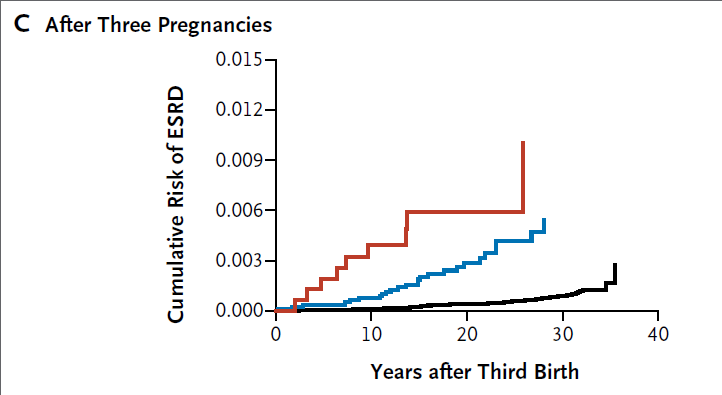 C After Three Pregnancies
Cumulative Risk of ESRD
0.015
0.012
0.009
0.006
0.003
0.000
0 10 20 30 40
Years after Third Birth